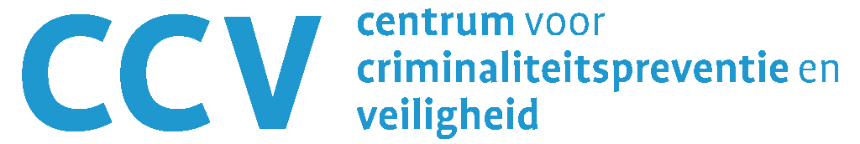 CCV
centrum voor
criminaliteitspreventie en
veiligheid